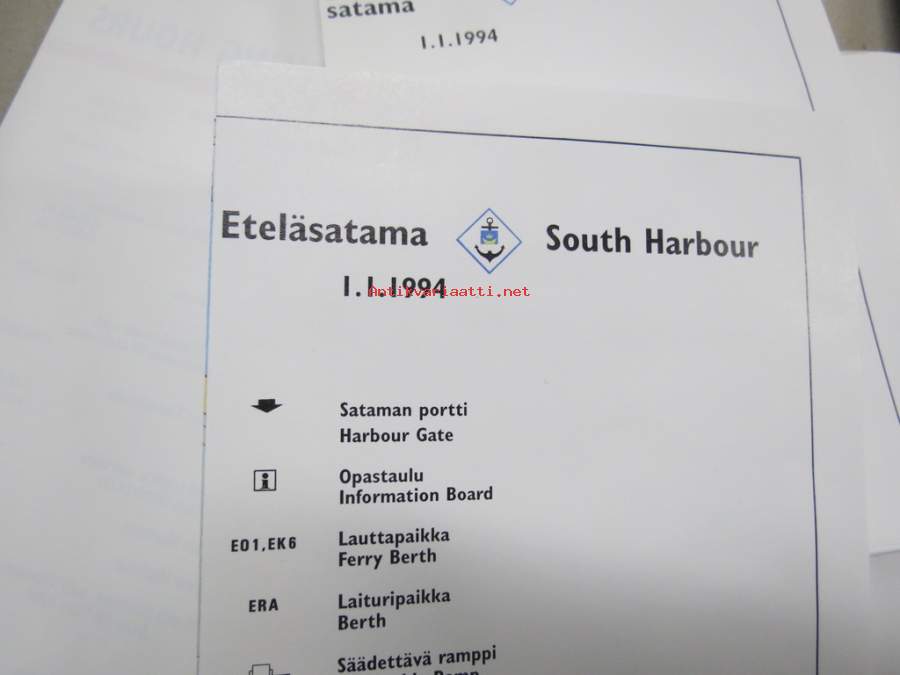 satama
1.1.1994
Eteläsatama South Harbour
1.1.1994
Antikvariaatti.net
Sataman portti
Harbour Gate
i Opastaulu
Information Board
E01,EK6 Lauttapaikka
Ferry Berth
ERA Laituripaikka
Berth
Säädettävä ramppi
Ramp